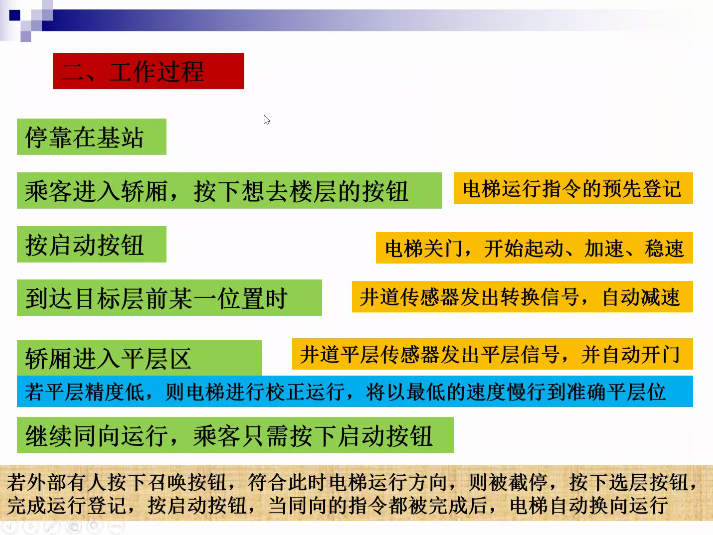 二、工作过程
停靠在基站
乘客进入轿厢，按下想去楼层的按钮
电梯运行指令的预先登记
按启动按钮
电梯关门，开始起动、加速、稳速
到达目标层前某一位置时
井道传感器发出转换信号，自动减速
轿厢进入平层区
井道平层传感器发出平层信号，并自动开门
若平层精度低，则电梯进行校正运行，将以最低的速度慢行到准确平层位
继续同向运行，乘客只需按下启动按钮
若外部有人按下召唤按钮，符合此时电梯运行方向，则被截停，按下选层按钮，
完成运行登记，按启动按钮，当同向的指令都被完成后，电梯自动换向运行